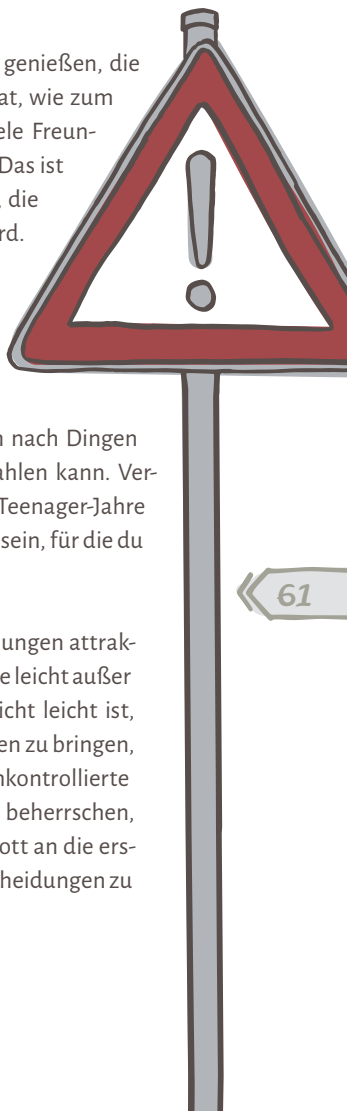 genießen, die
at, wie zum
ele Freun-
Das ist
, die
rd.
n nach Dingen
ahlen kann. Ver-
Teenager-Jahre
sein, für die du
61
ungen attrak-
e leicht außer
icht leicht ist,
en zu bringen,
nkontrollierte
beherrschen,
ott an die ers-
heidungen zu